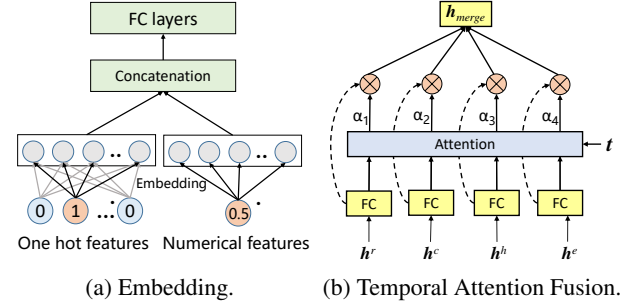 FC layers
Concatenation
Embedding
0 1 ... 0
0.5
One hot features
Numerical features
(a) Embedding.
h_merge
α1 α2 α3 α4
Attention
t
FC FC FC FC
h^r h^c h^h h^e
(b) Temporal Attention Fusion.